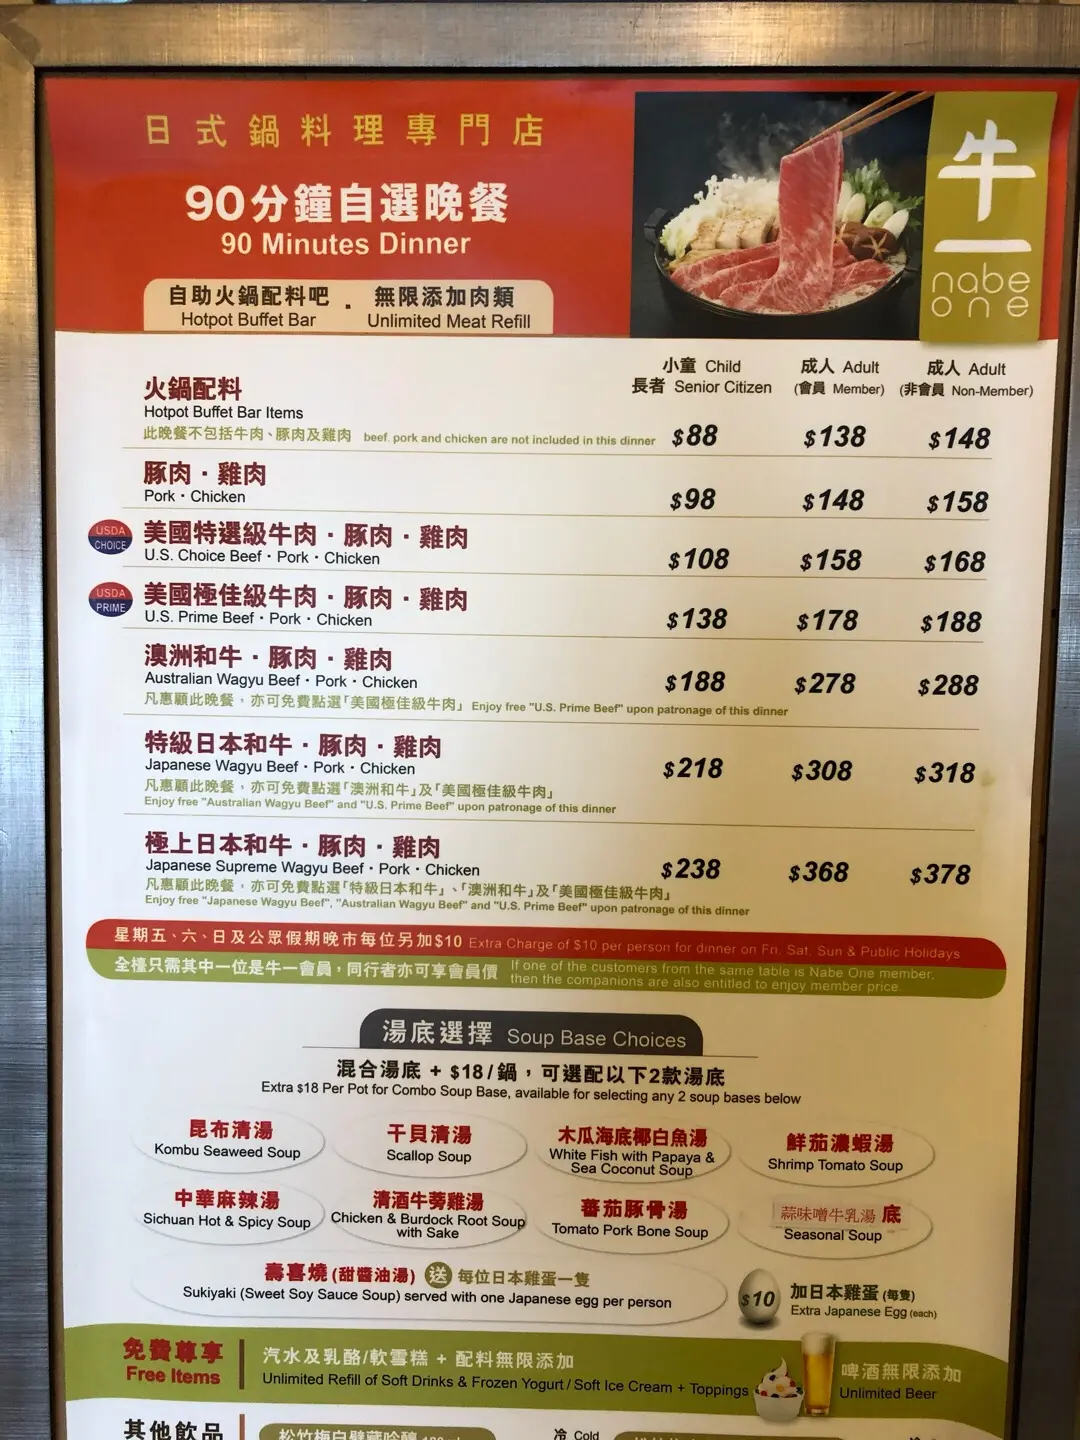 日式鍋料理專門店
90分鐘自選晚餐
90 Minutes Dinner
自助火鍋配料吧 · 無限添加肉類
Hotpot Buffet Bar Unlimited Meat Refill
牛一
nabe
one
小童 Child 成人 Adult 成人 Adult
長者 Senior Citizen (會員 Member) (非會員 Non-Member)
火鍋配料
Hotpot Buffet Bar Items
此晚餐不包括牛肉、豚肉及雞肉 beef, pork and chicken are not included in this dinner $88 $138 $148
豚肉・雞肉
Pork・Chicken $98 $148 $158
USDA CHOICE 美國特選級牛肉・豚肉・雞肉
U.S. Choice Beef・Pork・Chicken $108 $158 $168
USDA PRIME 美國極佳級牛肉・豚肉・雞肉
U.S. Prime Beef・Pork・Chicken $138 $178 $188
澳洲和牛・豚肉・雞肉
Australian Wagyu Beef・Pork・Chicken $188 $278 $288
凡惠顧此晚餐，亦可免費點選「美國極佳級牛肉」 Enjoy free "U.S. Prime Beef" upon patronage of this dinner
特級日本和牛・豚肉・雞肉
Japanese Wagyu Beef・Pork・Chicken $218 $308 $318
凡惠顧此晚餐，亦可免費點選「澳洲和牛」及「美國極佳級牛肉」
Enjoy free "Australian Wagyu Beef" and "U.S. Prime Beef" upon patronage of this dinner
極上日本和牛・豚肉・雞肉
Japanese Supreme Wagyu Beef・Pork・Chicken $238 $368 $378
凡惠顧此晚餐，亦可免費點選「特級日本和牛」、「澳洲和牛」及「美國極佳級牛肉」
Enjoy free "Japanese Wagyu Beef", "Australian Wagyu Beef" and "U.S. Prime Beef" upon patronage of this dinner
星期五、六、日及公眾假期晚市每位另加$10 Extra Charge of $10 per person for dinner on Fri, Sat, Sun & Public Holidays
全檯只需其中一位是牛一會員，同行者亦可享會員價 If one of the customers from the same table is Nabe One member,
then the companions are also entitled to enjoy member price.
湯底選擇 Soup Base Choices
混合湯底 + $18/鍋，可選配以下2款湯底
Extra $18 Per Pot for Combo Soup Base, available for selecting any 2 soup bases below
昆布清湯
Kombu Seaweed Soup
干貝清湯
Scallop Soup
木瓜海底椰白魚湯
White Fish with Papaya &
Sea Coconut Soup
鮮茄濃蝦湯
Shrimp Tomato Soup
中華麻辣湯
Sichuan Hot & Spicy Soup
清酒牛蒡雞湯
Chicken & Burdock Root Soup
with Sake
蕃茄豚骨湯
Tomato Pork Bone Soup
蒜味噌牛乳湯 底
Seasonal Soup
壽喜燒 (甜醬油湯) 送 每位日本雞蛋一隻
Sukiyaki (Sweet Soy Sauce Soup) served with one Japanese egg per person
$10 加日本雞蛋 (每隻)
Extra Japanese Egg (each)
免費尊享
Free Items
汽水及乳酪/軟雪糕 + 配料無限添加
Unlimited Refill of Soft Drinks & Frozen Yogurt / Soft Ice Cream + Toppings
啤酒無限添加
Unlimited Beer
其他飲品
冷 Cold